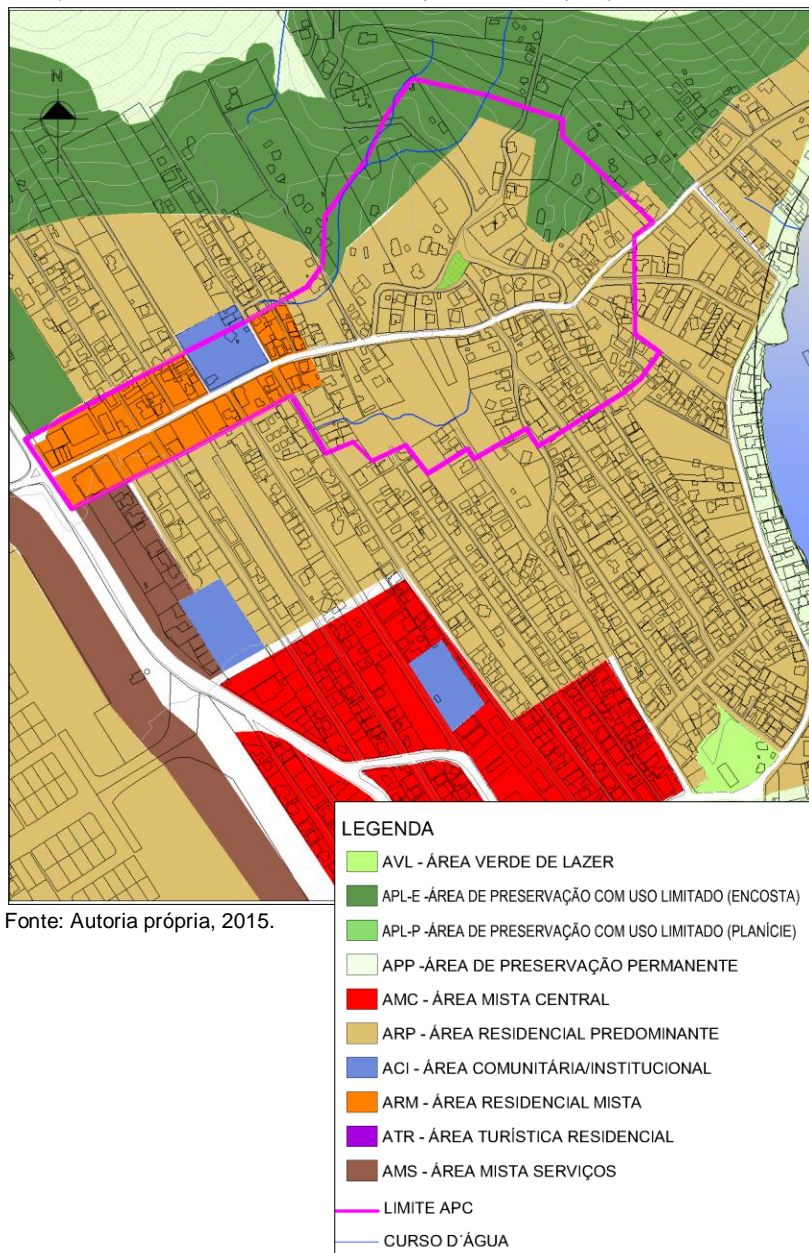 N
Fonte: Autoria própria, 2015.
LEGENDA
AVL - ÁREA VERDE DE LAZER
APL-E -ÁREA DE PRESERVAÇÃO COM USO LIMITADO (ENCOSTA)
APL-P -ÁREA DE PRESERVAÇÃO COM USO LIMITADO (PLANÍCIE)
APP -ÁREA DE PRESERVAÇÃO PERMANENTE
AMC - ÁREA MISTA CENTRAL
ARP - ÁREA RESIDENCIAL PREDOMINANTE
ACI - ÁREA COMUNITÁRIA/INSTITUCIONAL
ARM - ÁREA RESIDENCIAL MISTA
ATR - ÁREA TURÍSTICA RESIDENCIAL
AMS - ÁREA MISTA SERVIÇOS
LIMITE APC
CURSO D´ÁGUA